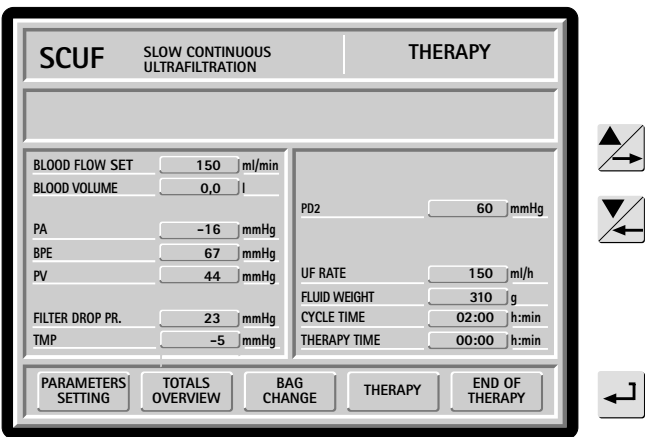 SCUF SLOW CONTINUOUS ULTRAFILTRATION THERAPY
BLOOD FLOW SET 150 ml/min
BLOOD VOLUME 0,0 l
PA -16 mmHg
BPE 67 mmHg
PV 44 mmHg
FILTER DROP PR. 23 mmHg
TMP -5 mmHg
PD2 60 mmHg
UF RATE 150 ml/h
FLUID WEIGHT 310 g
CYCLE TIME 02:00 h:min
THERAPY TIME 00:00 h:min
PARAMETERS SETTING
TOTALS OVERVIEW
BAG CHANGE
THERAPY
END OF THERAPY